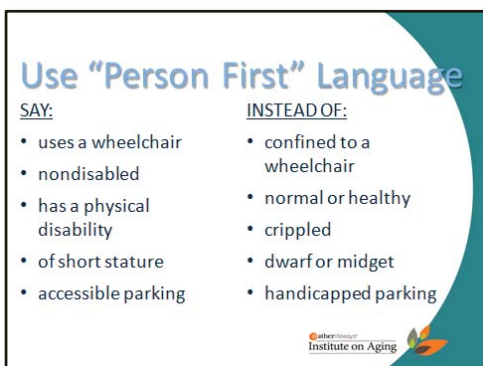 Use “Person First” Language
SAY:
• uses a wheelchair
• nondisabled
• has a physical
disability
• of short stature
• accessible parking
INSTEAD OF:
• confined to a
wheelchair
• normal or healthy
• crippled
• dwarf or midget
• handicapped parking
Institute on Aging